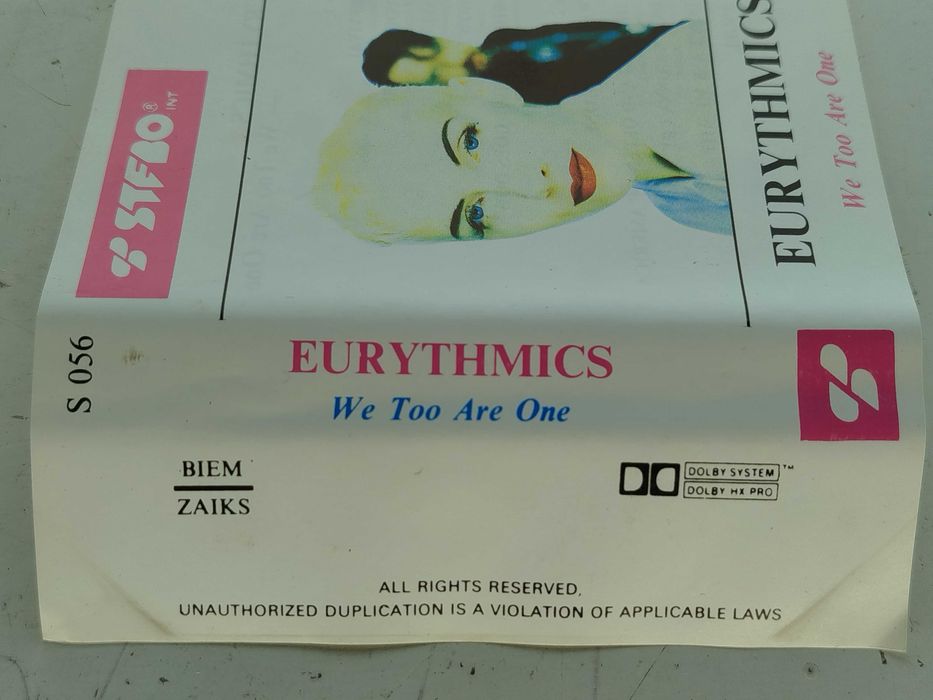 STEBO® INT
EURYTHMICS
We Too Are One
S 056
EURYTHMICS
We Too Are One
BIEM
ZAIKS
DOLBY SYSTEM™
DOLBY HX PRO
ALL RIGHTS RESERVED,
UNAUTHORIZED DUPLICATION IS A VIOLATION OF APPLICABLE LAWS